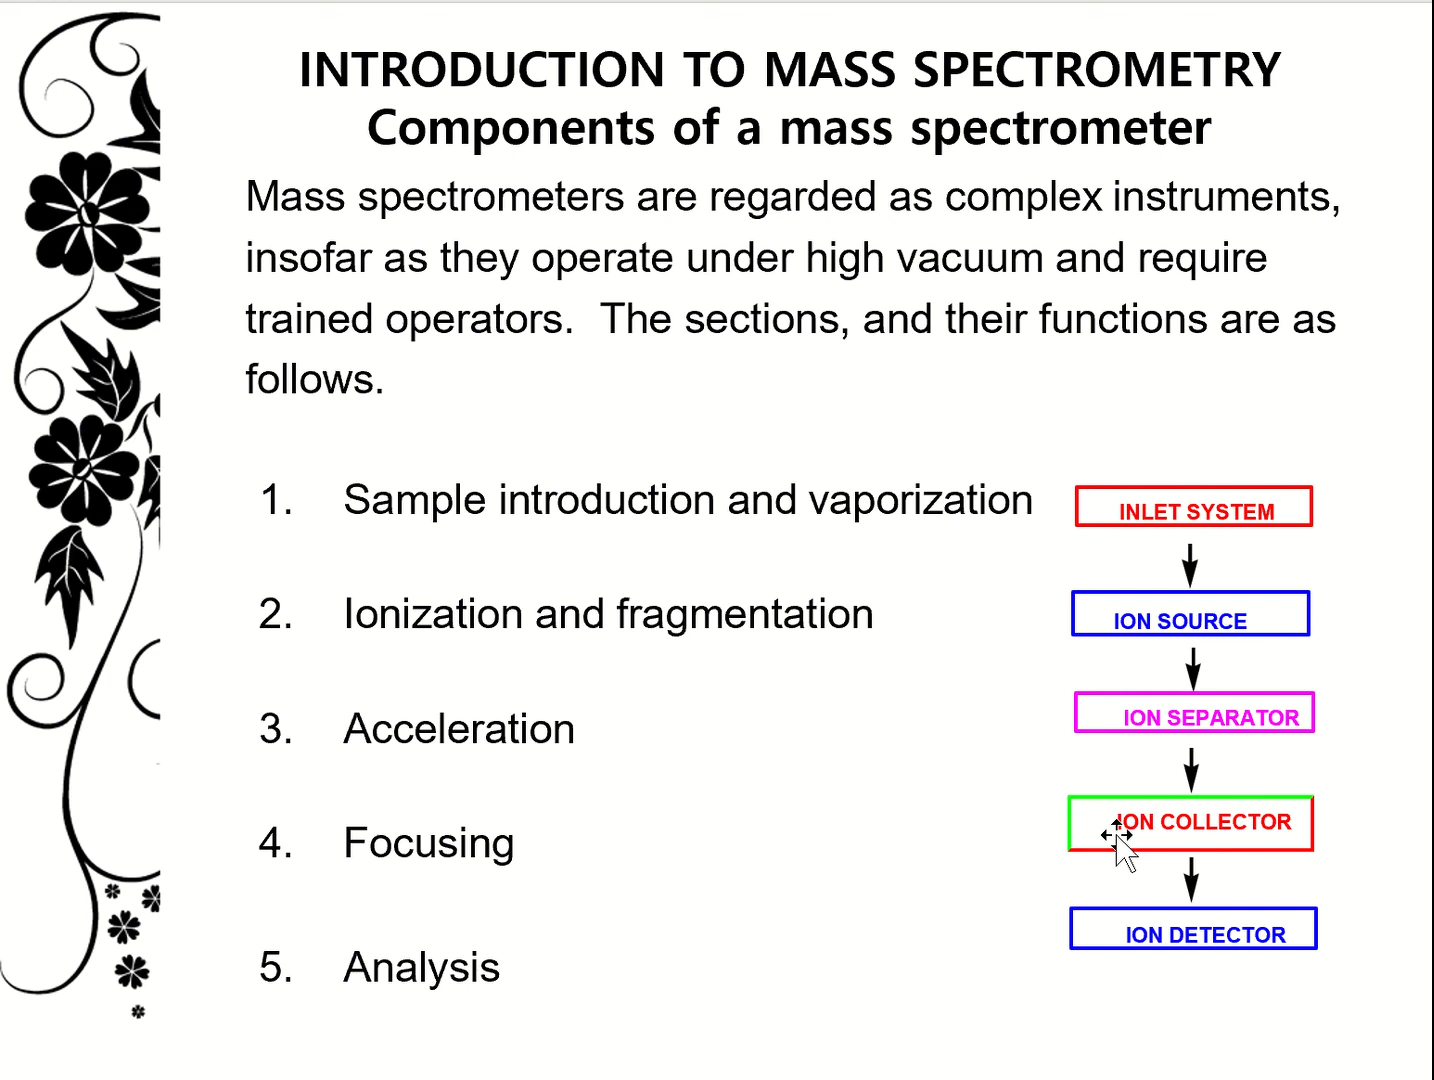 INTRODUCTION TO MASS SPECTROMETRY
Components of a mass spectrometer
Mass spectrometers are regarded as complex instruments,
insofar as they operate under high vacuum and require
trained operators. The sections, and their functions are as
follows.
1. Sample introduction and vaporization
INLET SYSTEM
2. Ionization and fragmentation
ION SOURCE
3. Acceleration
ION SEPARATOR
4. Focusing
ION COLLECTOR
5. Analysis
ION DETECTOR